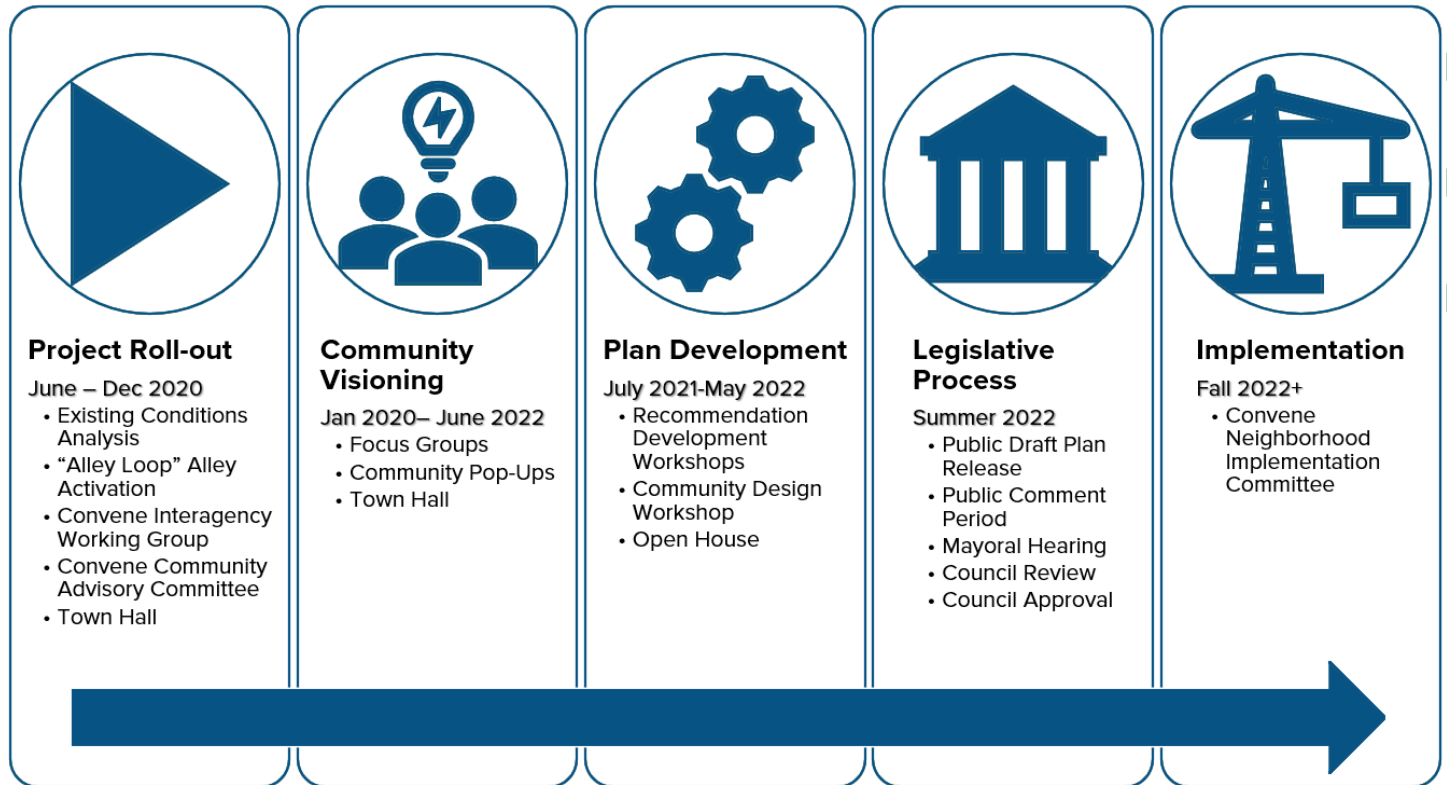 Project Roll-out
June – Dec 2020
• Existing Conditions
Analysis
• “Alley Loop” Alley
Activation
• Convene Interagency
Working Group
• Convene Community
Advisory Committee
• Town Hall
Community
Visioning
Jan 2020– June 2022
• Focus Groups
• Community Pop-Ups
• Town Hall
Plan Development
July 2021-May 2022
• Recommendation
Development
Workshops
• Community Design
Workshop
• Open House
Legislative
Process
Summer 2022
• Public Draft Plan
Release
• Public Comment
Period
• Mayoral Hearing
• Council Review
• Council Approval
Implementation
Fall 2022+
• Convene
Neighborhood
Implementation
Committee